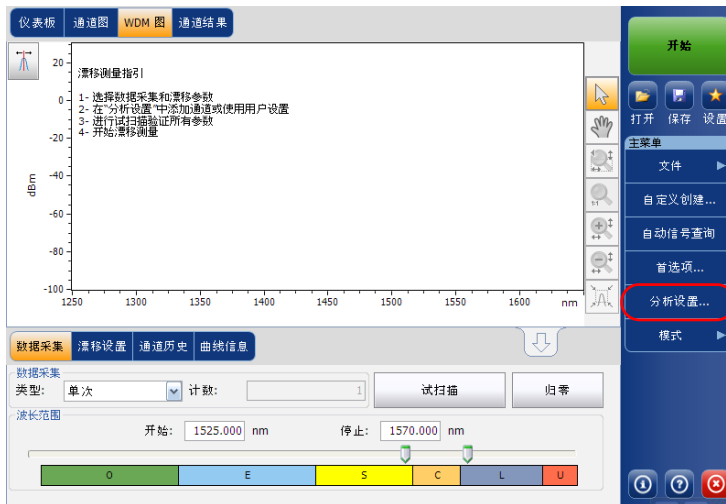 仪表板 通道图 WDM 图 通道结果
漂移测量指引
1- 选择数据采集和漂移参数
2- 在"分析设置"中添加通道或使用用户设置
3- 进行试扫描验证所有参数
4- 开始漂移测量
dBm
20
0
-20
-40
-60
-80
-100
1250 1300 1350 1400 1450 1500 1550 1600 nm
1:1
数据采集 漂移设置 通道历史 曲线信息
数据采集
类型: 单次 计数: 1 试扫描 归零
波长范围
开始: 1525.000 nm 停止: 1570.000 nm
O E S C L U
开始
打开 保存 设置
主菜单
文件
自定义创建...
自动信号查询
首选项...
分析设置...
模式